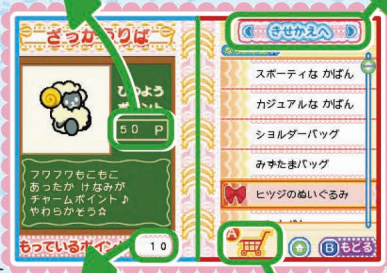 ざっかうりば
ひつよう
ポイント
50 P
フワフワもこもこ
あったか けなみが
チャームポイント♪
やわらかそう☆
もっているポイント
10
きせかえへ
スポーティな かばん
カジュアルな かばん
ショルダーバッグ
みずたまバッグ
ヒツジのぬいぐるみ
A
B もどる